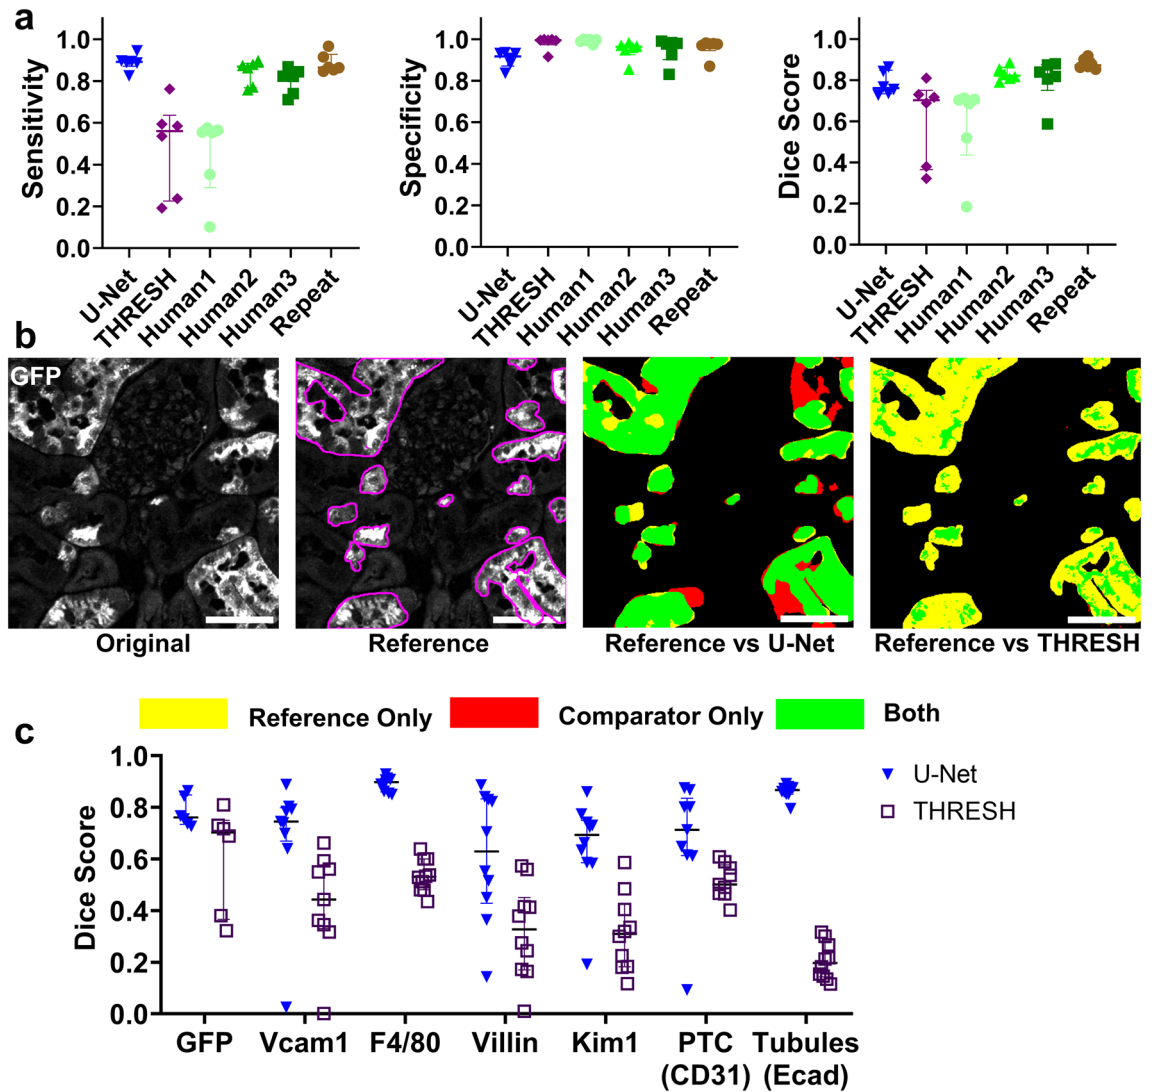 a
Sensitivity
1.0
0.8
0.6
0.4
0.2
0.0
U-Net
THRESH
Human1
Human2
Human3
Repeat
Specificity
1.0
0.8
0.6
0.4
0.2
0.0
U-Net
THRESH
Human1
Human2
Human3
Repeat
Dice Score
1.0
0.8
0.6
0.4
0.2
0.0
U-Net
THRESH
Human1
Human2
Human3
Repeat
b
GFP
Original
Reference
Reference vs U-Net
Reference vs THRESH
Reference Only
Comparator Only
Both
c
Dice Score
1.0
0.8
0.6
0.4
0.2
0.0
GFP
Vcam1
F4/80
Villin
Kim1
PTC
(CD31)
Tubules
(Ecad)
U-Net
THRESH